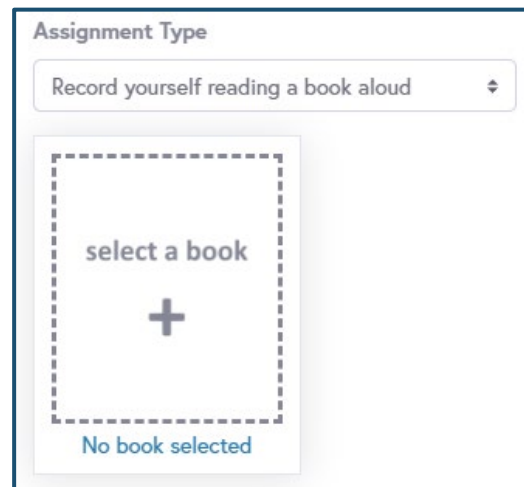 Assignment Type
Record yourself reading a book aloud
select a book
No book selected